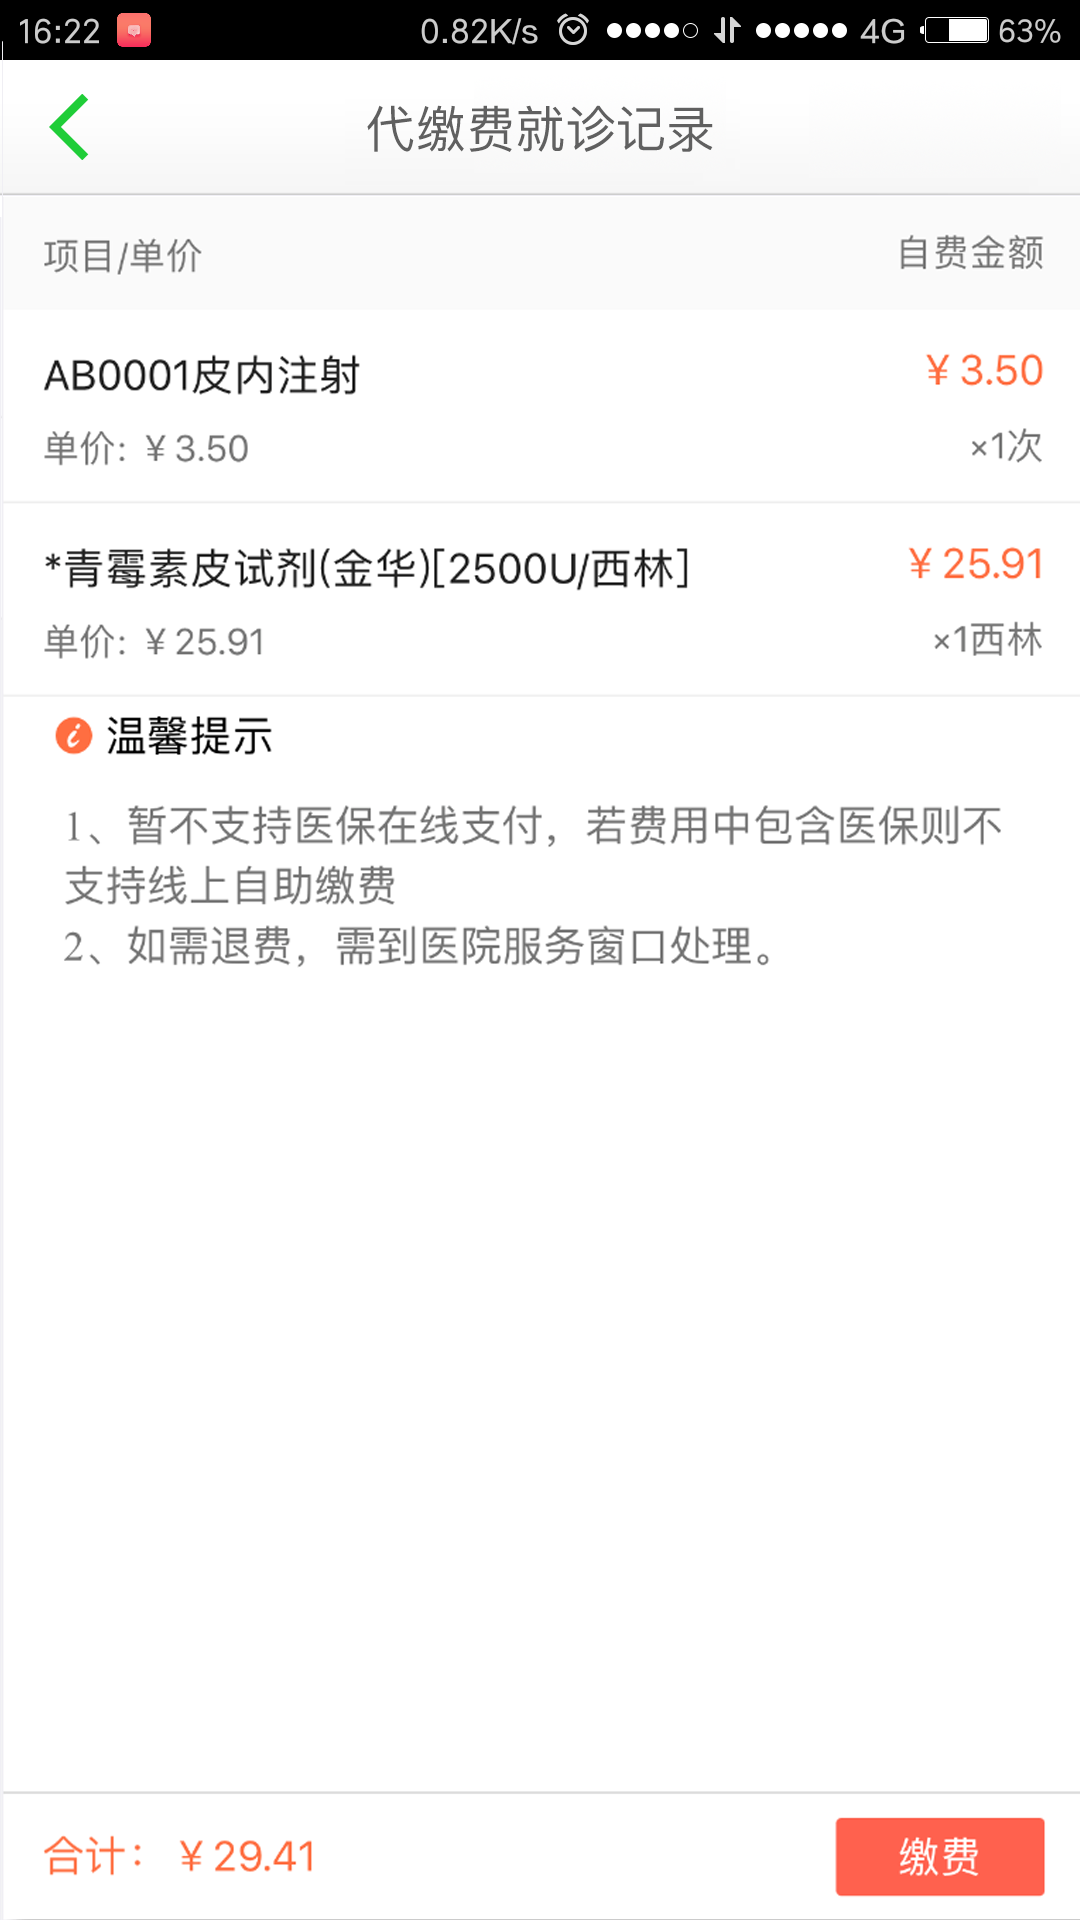 16:22 0.82K/s 4G 63%
代缴费就诊记录
项目/单价 自费金额
AB0001皮内注射 ¥ 3.50
单价: ¥ 3.50 ×1次
*青霉素皮试剂(金华)[2500U/西林] ¥ 25.91
单价: ¥ 25.91 ×1西林
温馨提示
1、暂不支持医保在线支付，若费用中包含医保则不
支持线上自助缴费
2、如需退费，需到医院服务窗口处理。
合计： ¥ 29.41 缴费